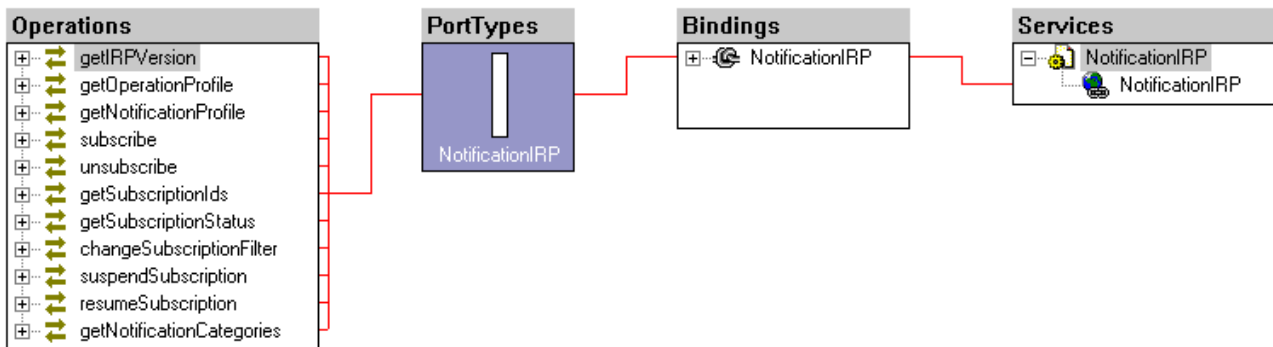 Operations
getIRPVersion
getOperationProfile
getNotificationProfile
subscribe
unsubscribe
getSubscriptionIds
getSubscriptionStatus
changeSubscriptionFilter
suspendSubscription
resumeSubscription
getNotificationCategories
PortTypes
NotificationIRP
Bindings
NotificationIRP
Services
NotificationIRP
NotificationIRP